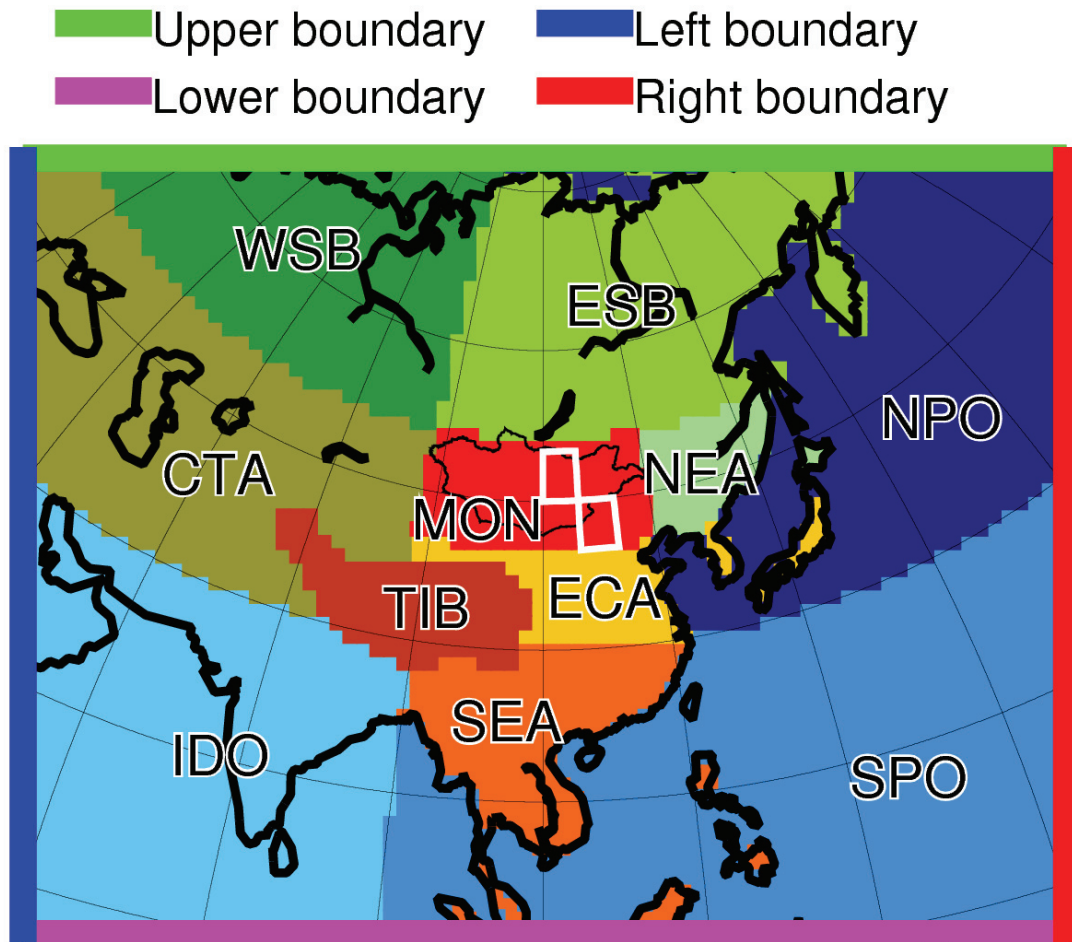 Upper boundary Left boundary
Lower boundary Right boundary
WSB
ESB
NPO
CTA
NEA
MON
TIB
ECA
SEA
IDO
SPO